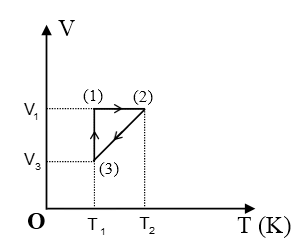 V
(1) (2)
V₁
V₃
(3)
O T₁ T₂ T (K)